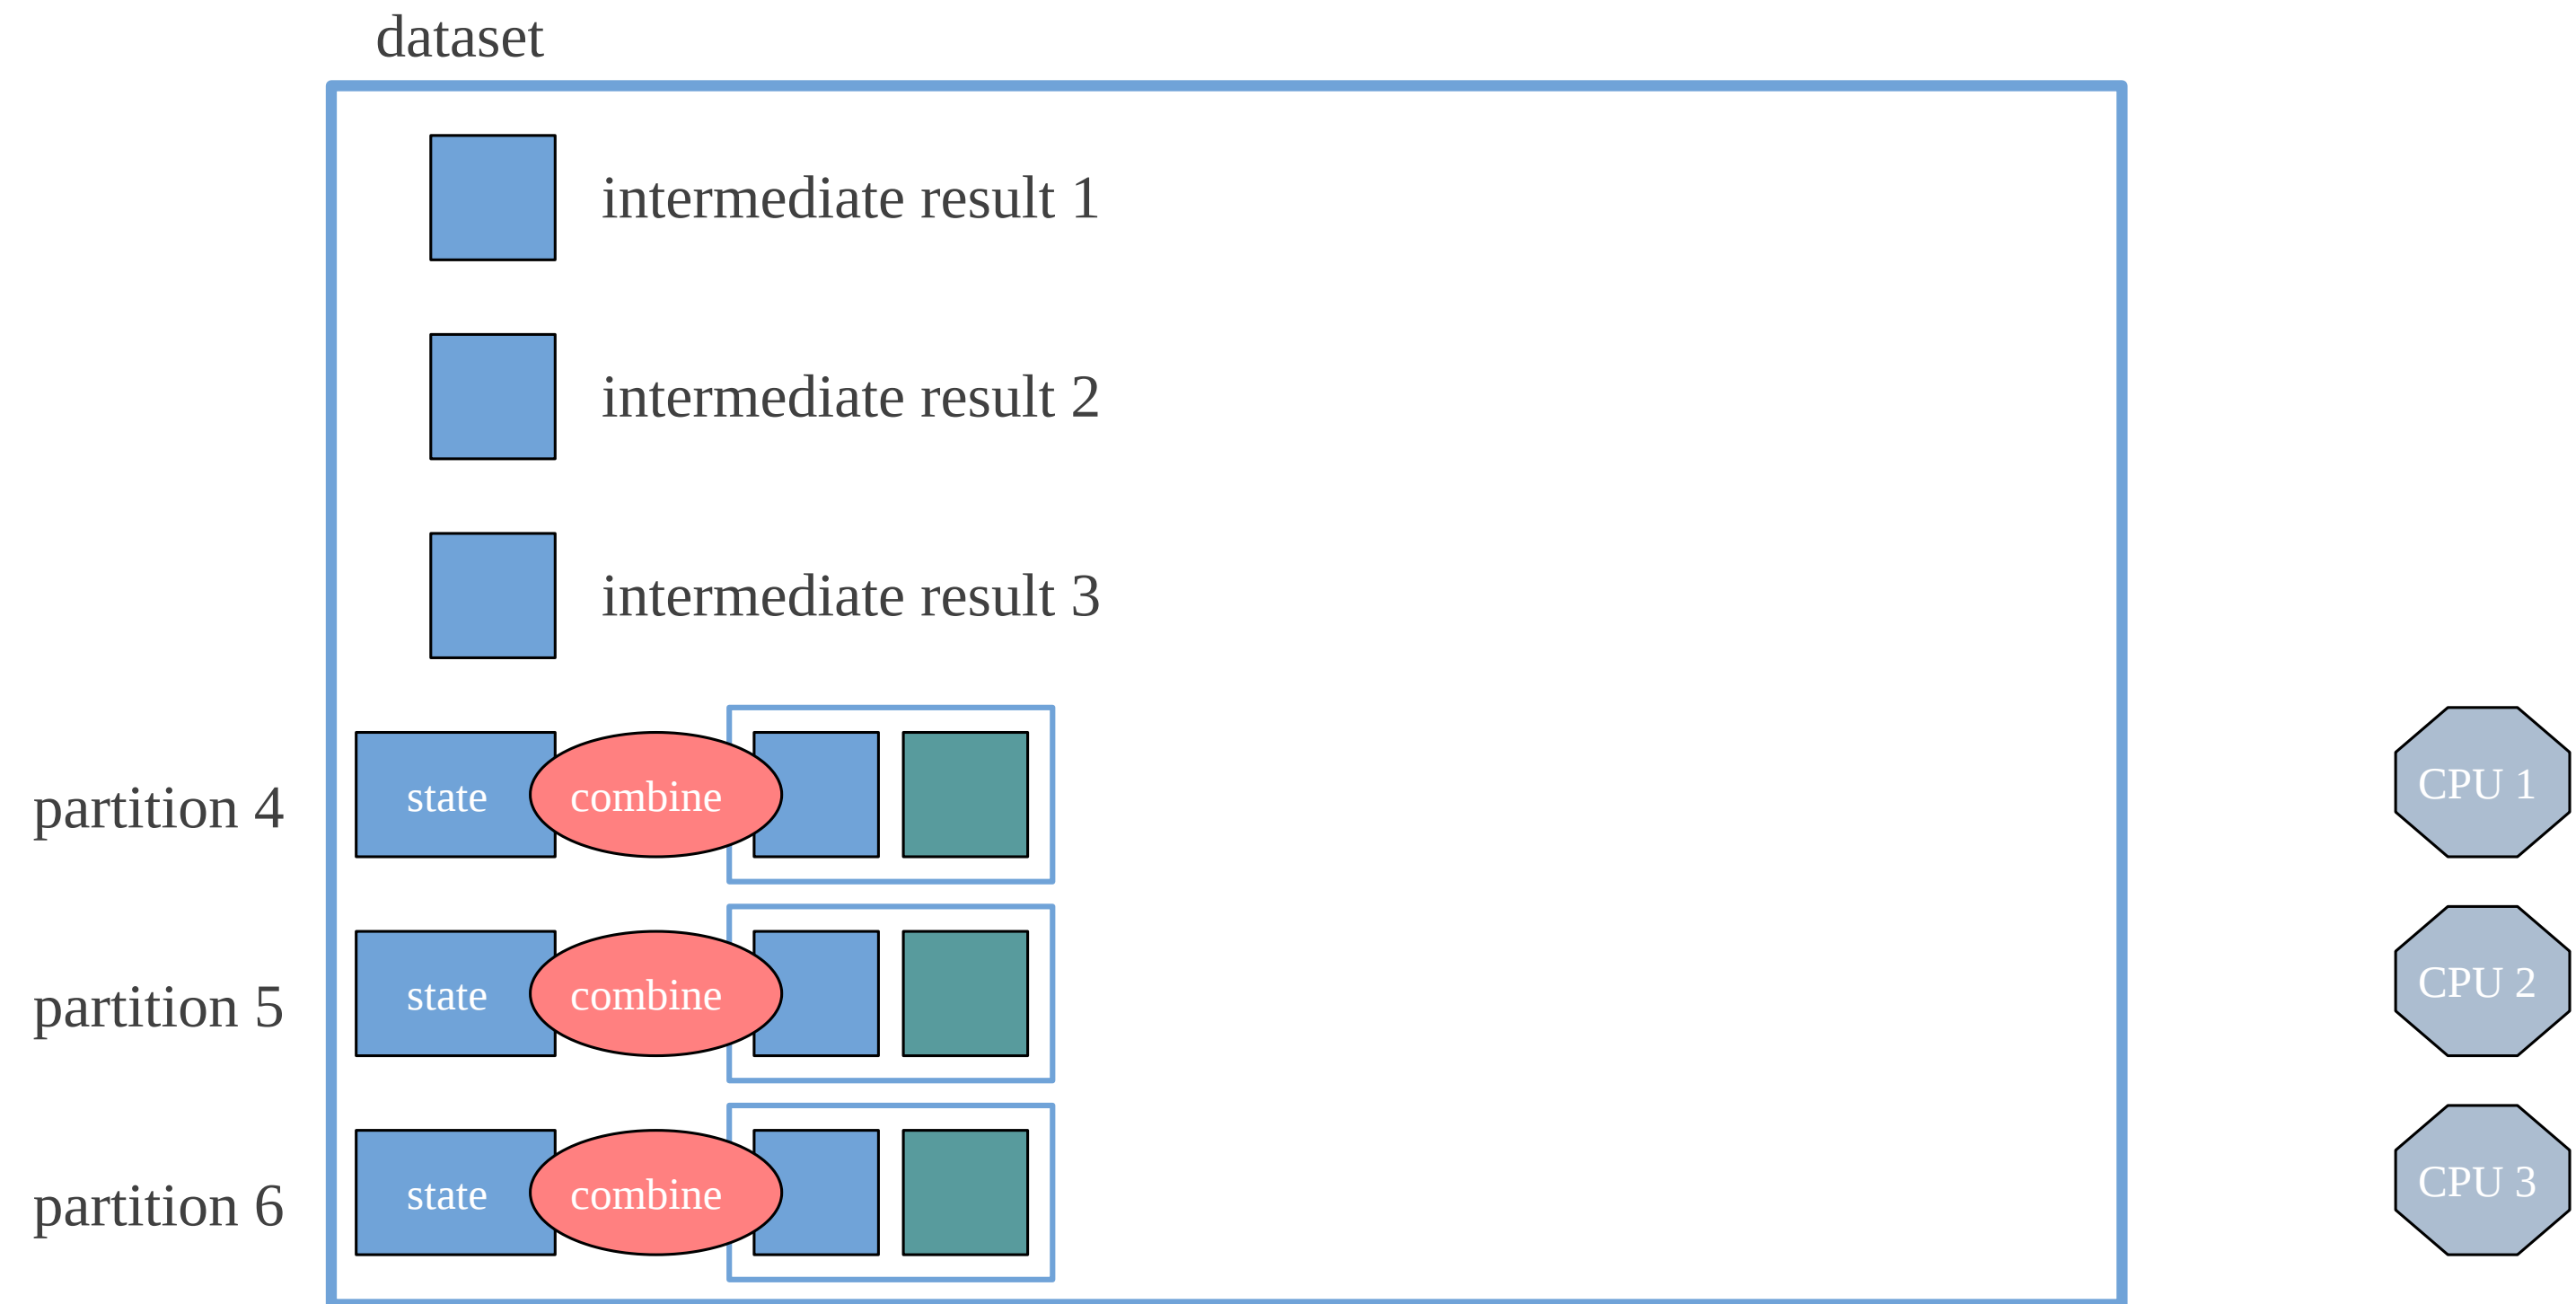 dataset
intermediate result 1
intermediate result 2
intermediate result 3
partition 4 state combine CPU 1
partition 5 state combine CPU 2
partition 6 state combine CPU 3